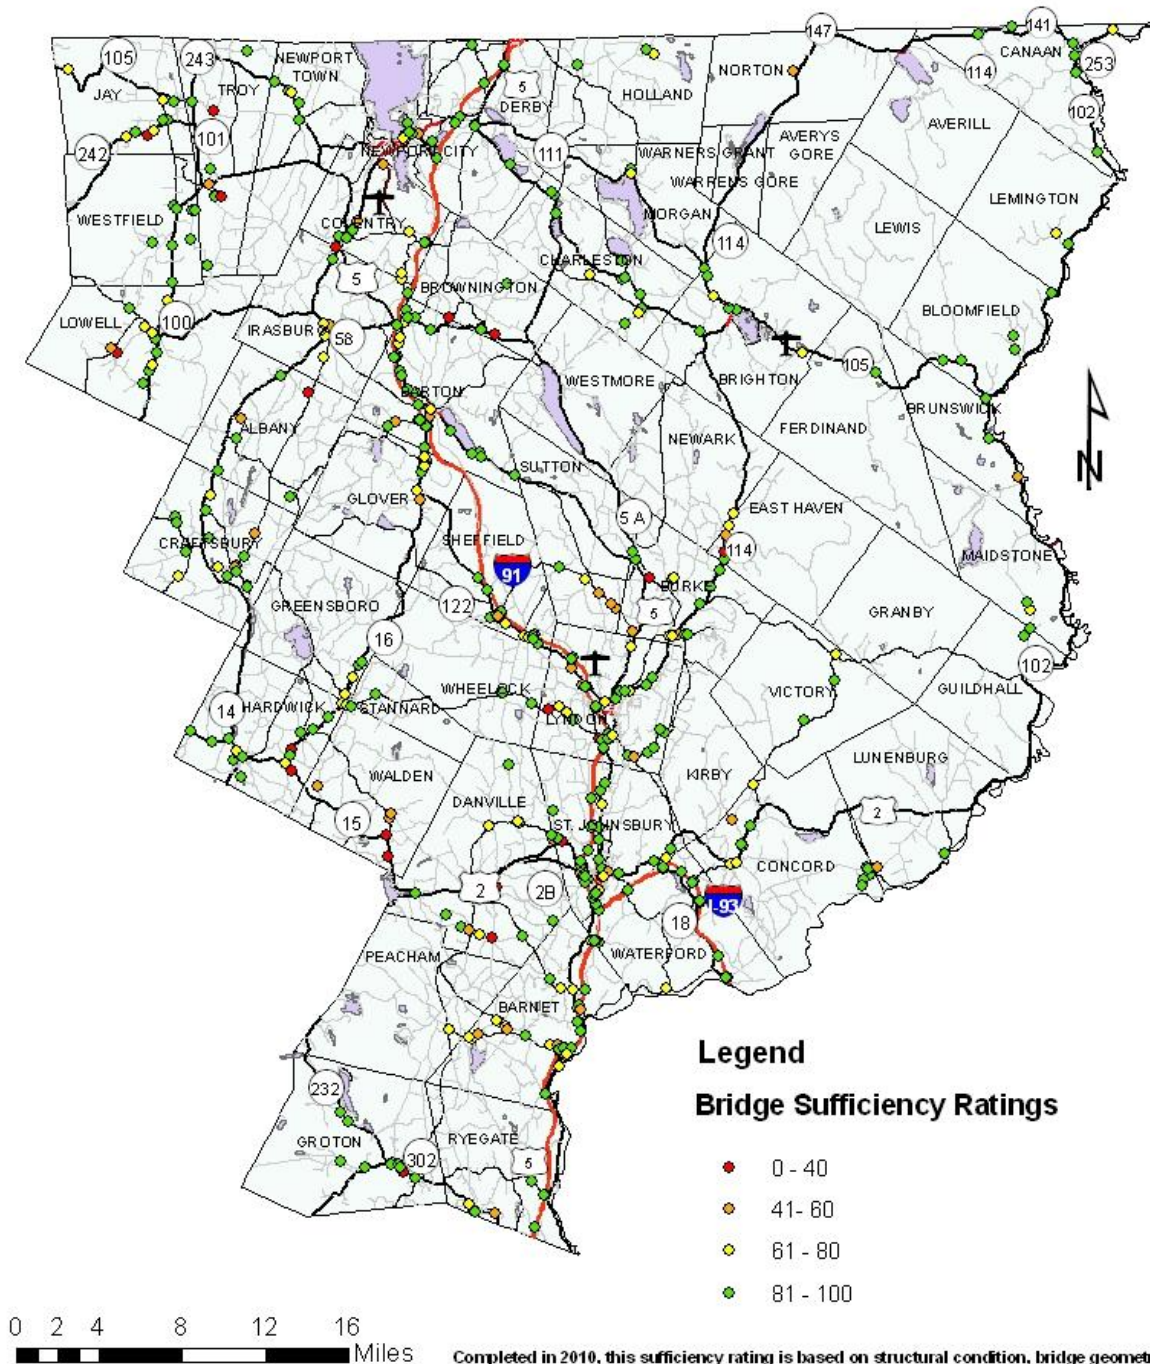 147
141
105
243
NEWPORT
TOWN
NORTON
CANAAN
253
114
JAY
TROY
5
DERBY
HOLLAND
102
AVERILL
242
101
NEWPORT CITY
111
WARNERS GRANT
AVERYS
GORE
WARRENS GORE
WESTFIELD
COVENTRY
MORGAN
LEMINGTON
LEWIS
114
5
CHARLESTON
BROWNINGTON
LOWELL
100
IRASBURG
58
BLOOMFIELD
105
BARTON
WESTMORE
BRIGHTON
BRUNSWICK
ALBANY
NEWARK
FERDINAND
SUTTON
GLOVER
5 A
EAST HAVEN
CRAFTSBURY
SHEFFIELD
114
MAIDSTONE
91
BURKE
GREENSBORO
122
5
GRANBY
16
102
WHEELOCK
VICTORY
GUILDHALL
14
HARDWICK
STANNARD
LYNDON
LUNENBURG
WALDEN
KIRBY
DANVILLE
2
15
ST. JOHNSBURY
CONCORD
2
2B
I-93
18
PEACHAM
WATERFORD
BARNET
Legend
232
Bridge Sufficiency Ratings
GROTON
RYEGATE
302
5
0 - 40
41- 60
61 - 80
81 - 100
N
0 2 4 8 12 16
Miles
Completed in 2010, this sufficiency rating is based on structural condition, bridge geomet